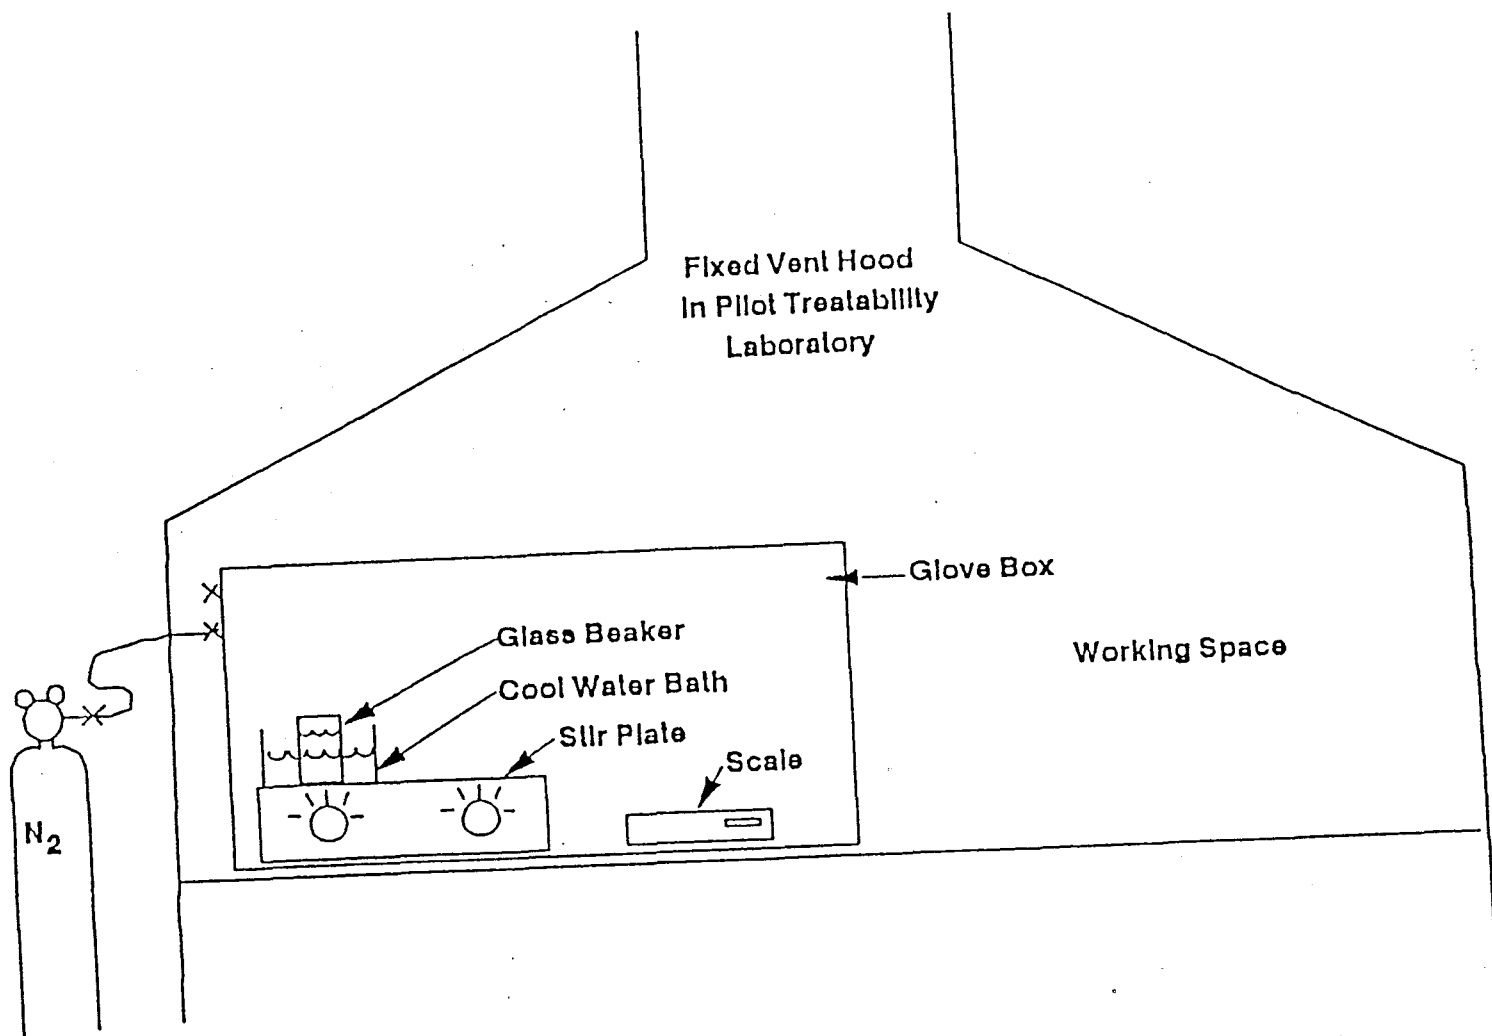 Fixed Vent Hood
In Pilot Treatability
Laboratory
Glove Box
Glass Beaker
Working Space
Cool Water Bath
Stir Plate
Scale
N2